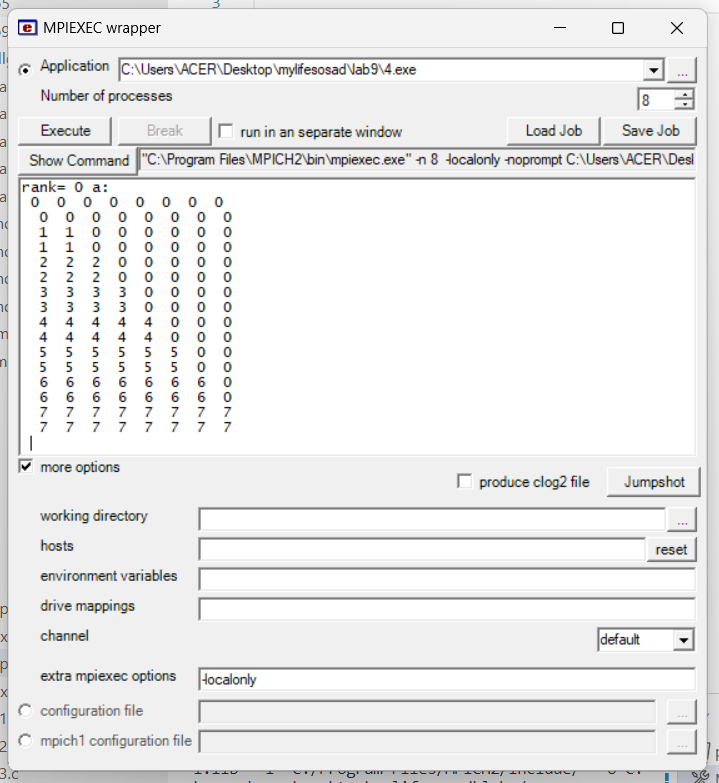 MPIEXEC wrapper
Application C:\Users\ACER\Desktop\mylifesosad\lab9\4.exe ...
Number of processes 8
Execute Break run in an separate window Load Job Save Job
Show Command "C:\Program Files\MPICH2\bin\mpiexec.exe" -n 8 -localonly -noprompt C:\Users\ACER\Desl
rank= 0 a:
0 0 0 0 0 0 0 0
0 0 0 0 0 0 0 0
1 1 0 0 0 0 0 0
1 1 0 0 0 0 0 0
2 2 2 0 0 0 0 0
2 2 2 0 0 0 0 0
3 3 3 3 0 0 0 0
3 3 3 3 0 0 0 0
4 4 4 4 4 0 0 0
4 4 4 4 4 0 0 0
5 5 5 5 5 5 0 0
5 5 5 5 5 5 0 0
6 6 6 6 6 6 6 0
6 6 6 6 6 6 6 0
7 7 7 7 7 7 7 7
7 7 7 7 7 7 7 7
more options
produce clog2 file Jumpshot
working directory ...
hosts reset
environment variables
drive mappings
channel default
extra mpiexec options -localonly
configuration file ...
mpich1 configuration file ...
3.c